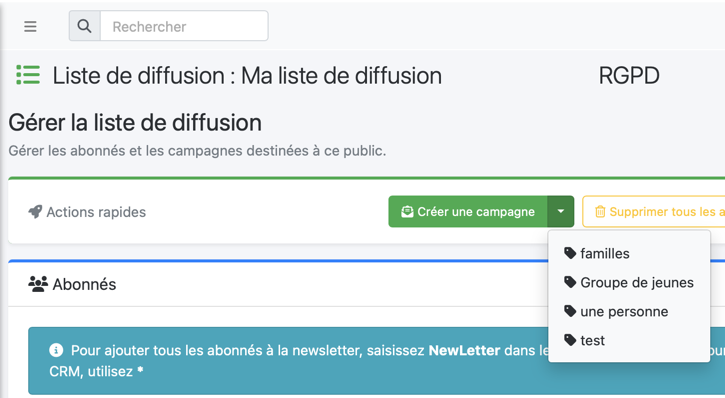 Rechercher
Liste de diffusion : Ma liste de diffusion RGPD
Gérer la liste de diffusion
Gérer les abonnés et les campagnes destinées à ce public.
Actions rapides Créer une campagne Supprimer tous les a
familles
Groupe de jeunes
une personne
test
Abonnés
Pour ajouter tous les abonnés à la newsletter, saisissez NewLetter dans
CRM, utilisez *